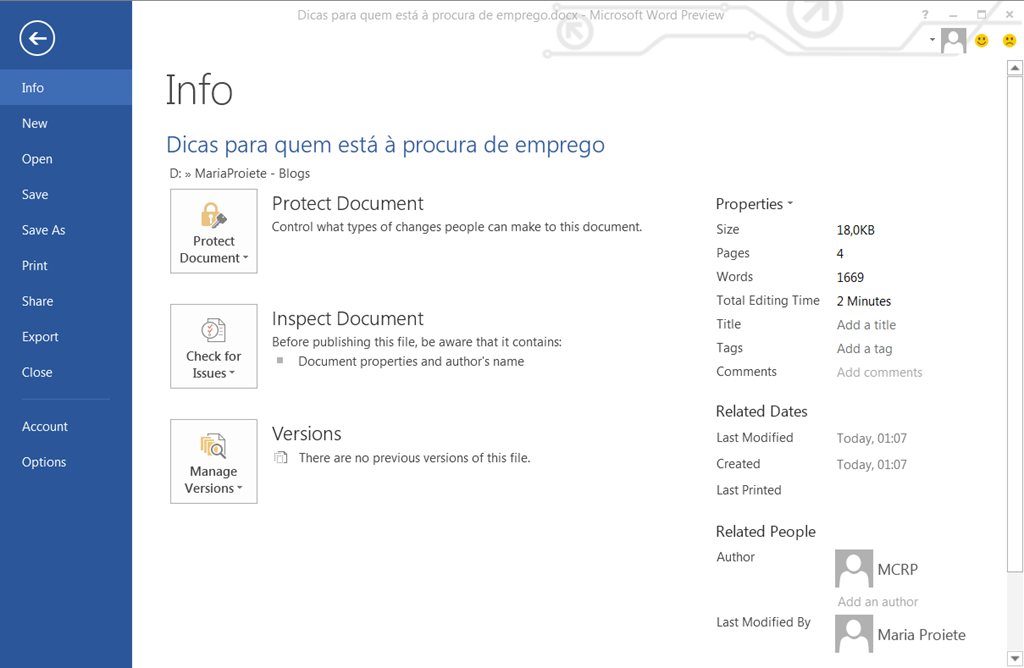 Dicas para quem está à procura de emprego.docx - Microsoft Word Preview
?
Info
New
Open
Save
Save As
Print
Share
Export
Close
Account
Options
Info
Dicas para quem está à procura de emprego
D: » MariaProiete - Blogs
Protect
Document
Protect Document
Control what types of changes people can make to this document.
Check for
Issues
Inspect Document
Before publishing this file, be aware that it contains:
Document properties and author's name
Manage
Versions
Versions
There are no previous versions of this file.
Properties
Size 18,0KB
Pages 4
Words 1669
Total Editing Time 2 Minutes
Title Add a title
Tags Add a tag
Comments Add comments
Related Dates
Last Modified Today, 01:07
Created Today, 01:07
Last Printed
Related People
Author MCRP
Add an author
Last Modified By Maria Proiete